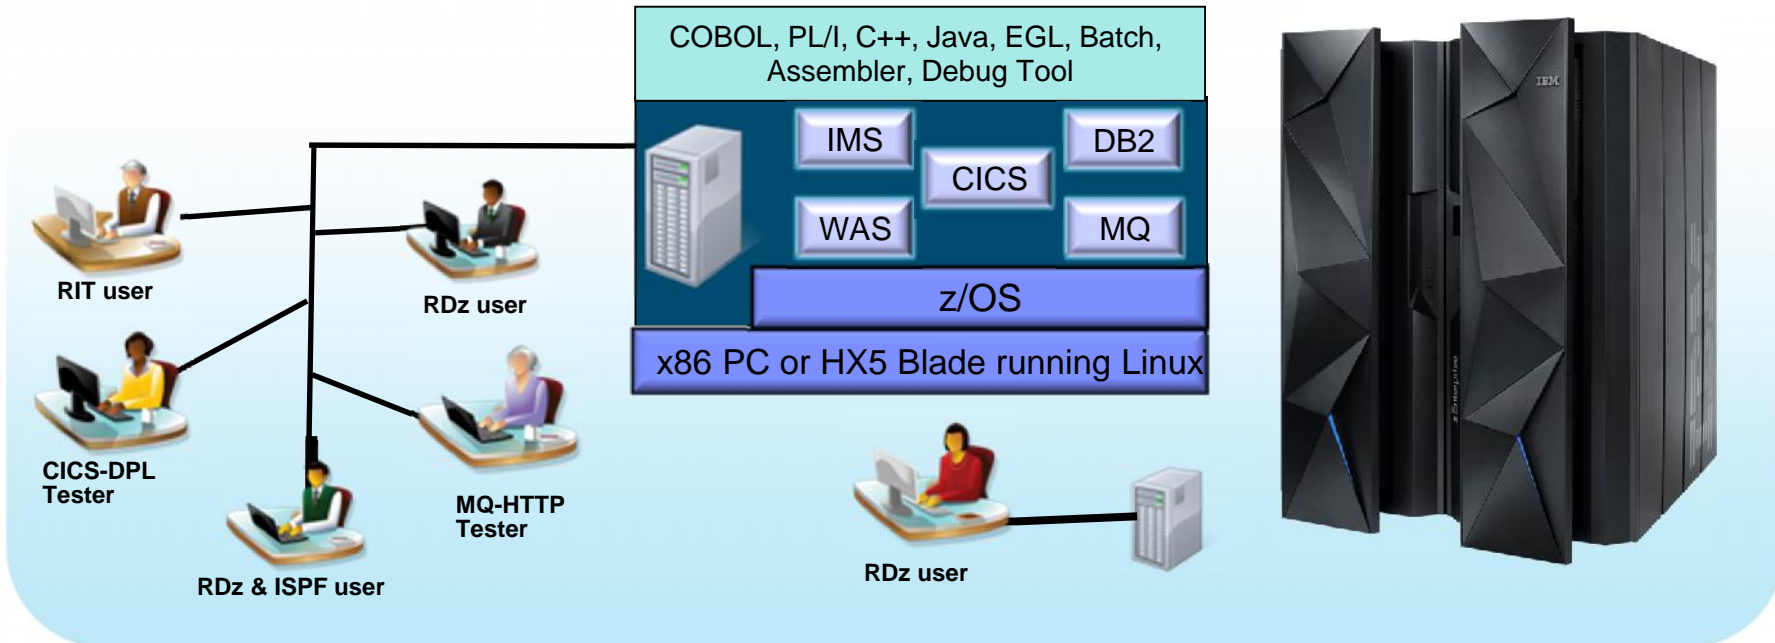 COBOL, PL/I, C++, Java, EGL, Batch,
Assembler, Debug Tool
IMS
DB2
CICS
WAS
MQ
z/OS
x86 PC or HX5 Blade running Linux
RIT user
RDz user
CICS-DPL
Tester
MQ-HTTP
Tester
RDz & ISPF user
RDz user
IBM
zEnterprise